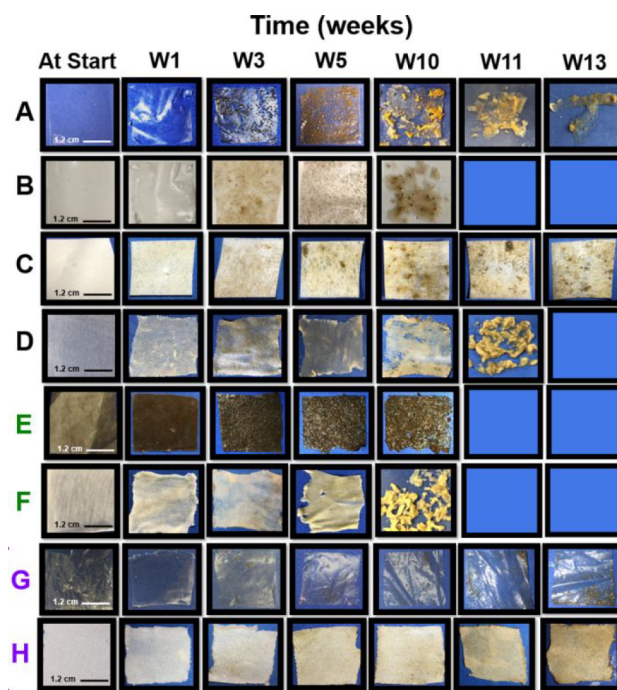 Time (weeks)
At Start W1 W3 W5 W10 W11 W13
A
1.2 cm
B
1.2 cm
C
1.2 cm
D
1.2 cm
E
1.2 cm
F
1.2 cm
G
1.2 cm
H
1.2 cm